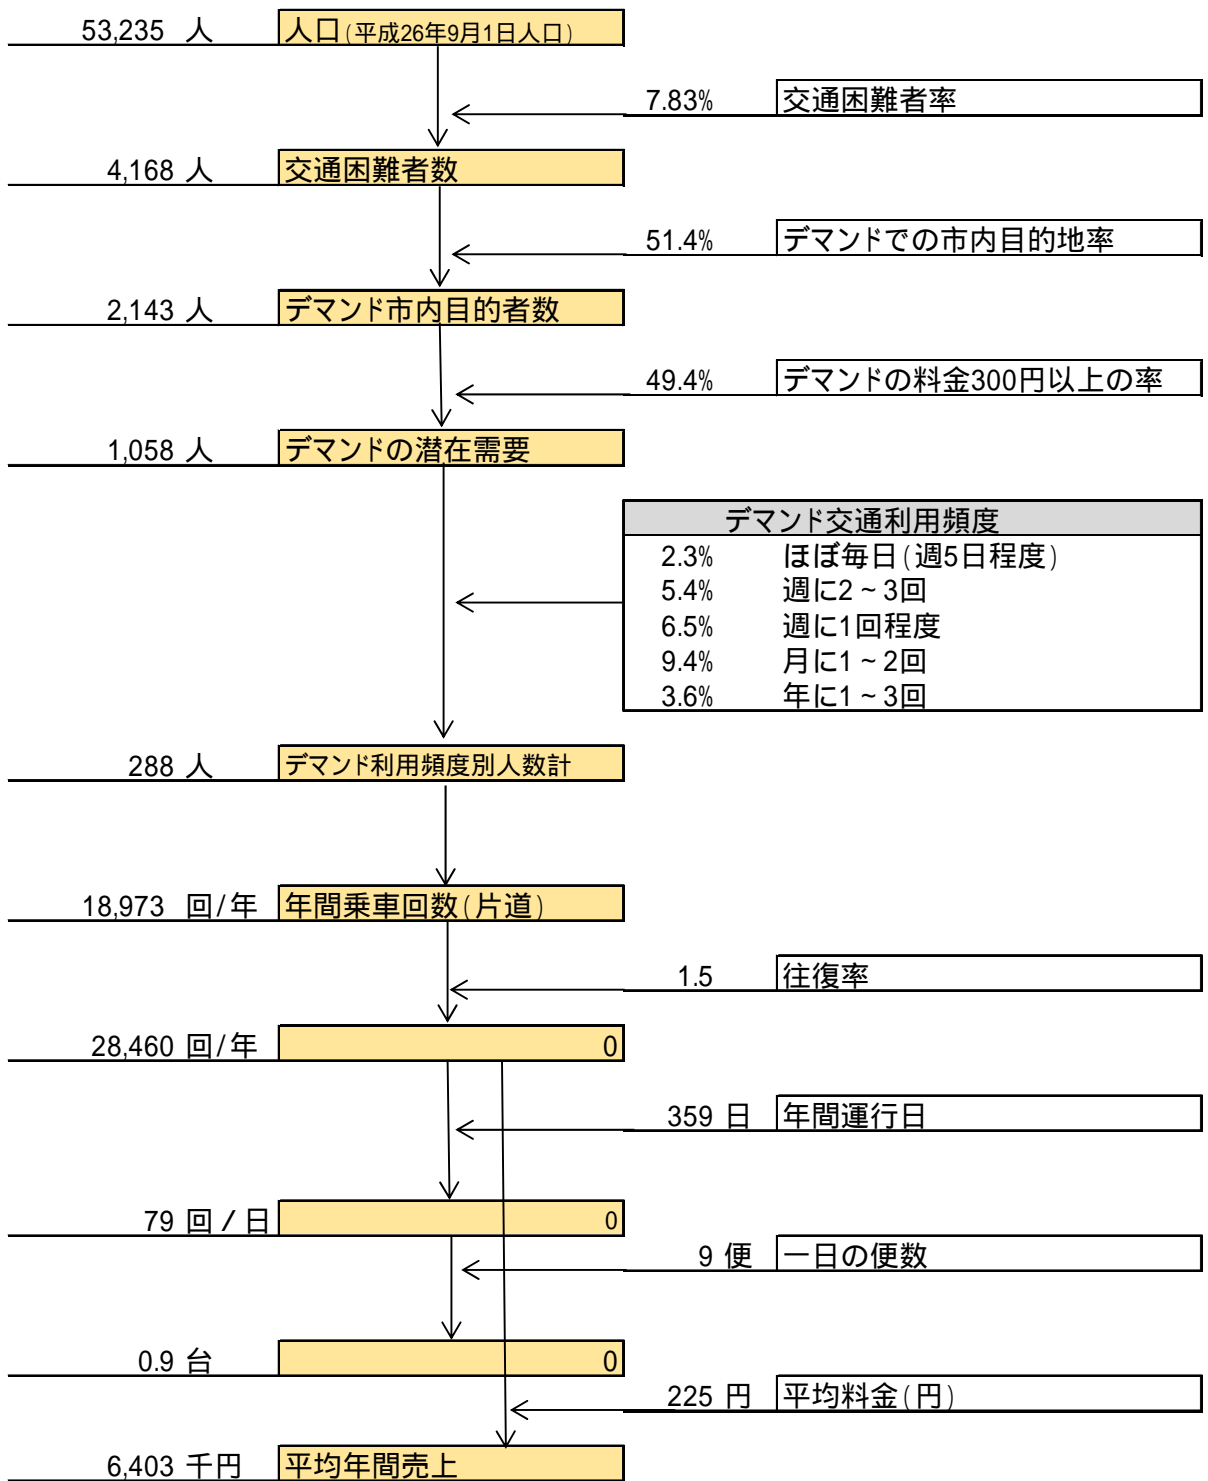 53,235 人 人口(平成26年9月1日人口)
7.83% 交通困難者率
4,168 人 交通困難者数
51.4% デマンドでの市内目的地率
2,143 人 デマンド市内目的者数
49.4% デマンドの料金300円以上の率
1,058 人 デマンドの潜在需要
デマンド交通利用頻度
2.3% ほぼ毎日(週5日程度)
5.4% 週に2~3回
6.5% 週に1回程度
9.4% 月に1~2回
3.6% 年に1~3回
288 人 デマンド利用頻度別人数計
18,973 回/年 年間乗車回数(片道)
1.5 往復率
28,460 回/年 0
359 日 年間運行日
79 回/日 0
9 便 一日の便数
0.9 台 0
225 円 平均料金(円)
6,403 千円 平均年間売上